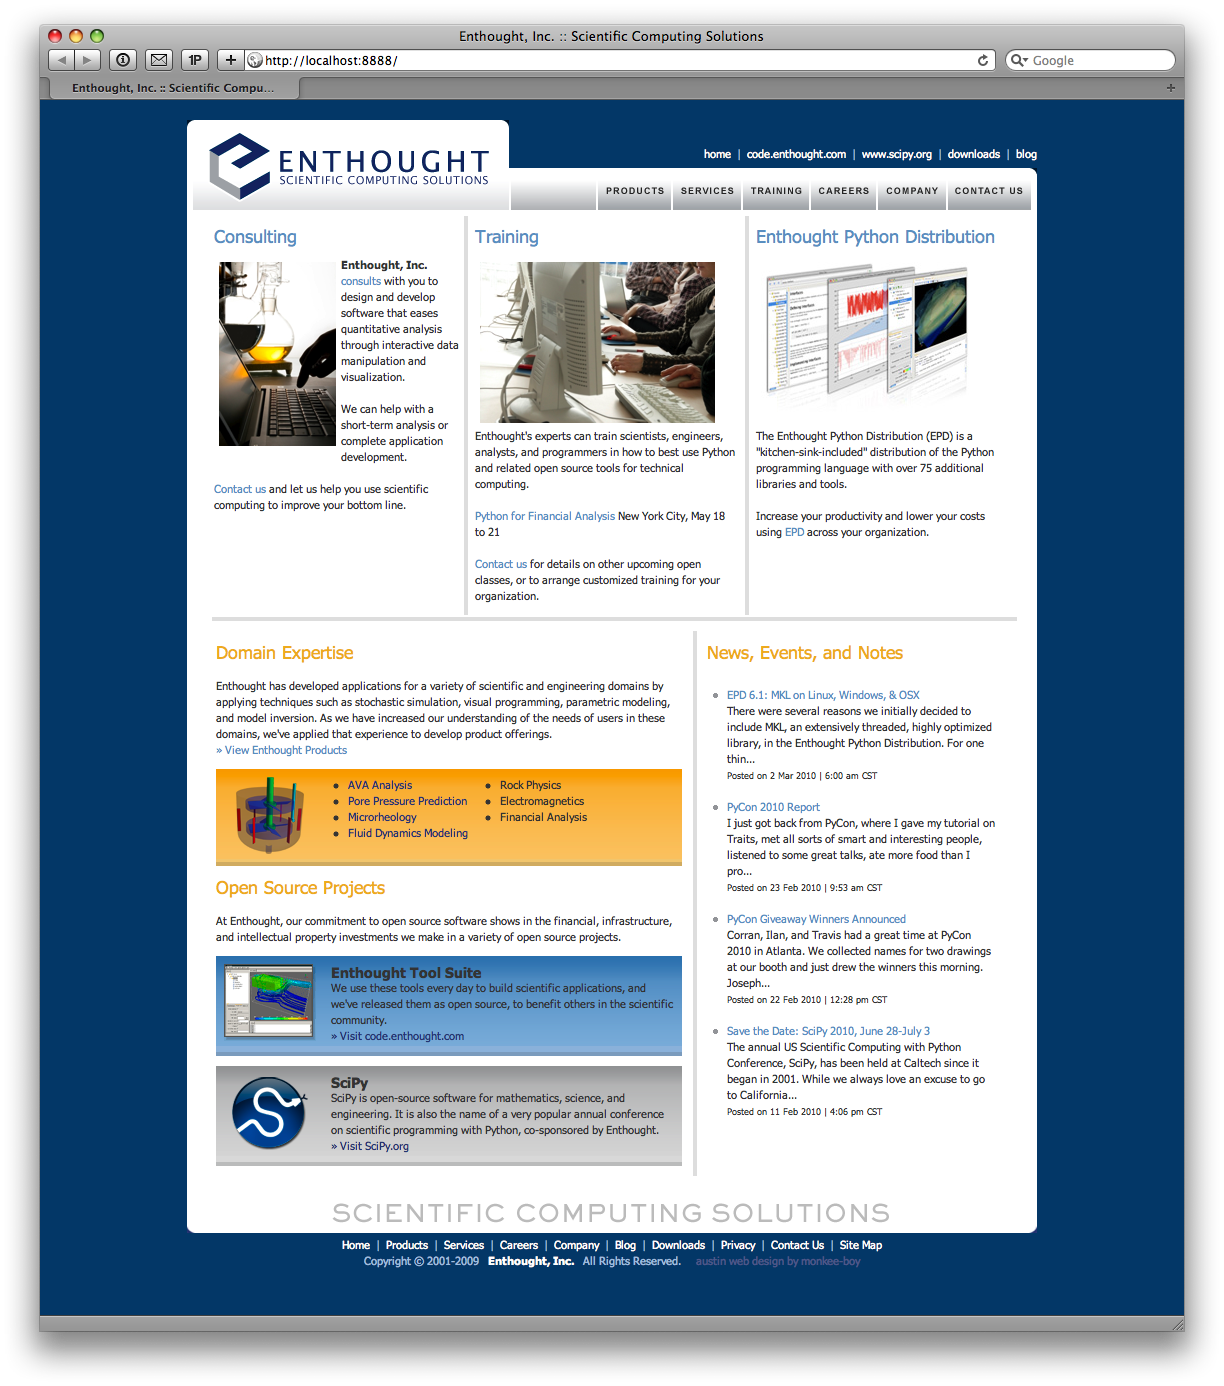 Enthought, Inc. :: Scientific Computing Solutions
1P
+
http://localhost:8888/
Google
Enthought, Inc. :: Scientific Compu...
+
ENTHOUGHT
SCIENTIFIC COMPUTING SOLUTIONS
home | code.enthought.com | www.scipy.org | downloads | blog
PRODUCTS SERVICES TRAINING CAREERS COMPANY CONTACT US
Consulting
Enthought, Inc.
consults with you to
design and develop
software that eases
quantitative analysis
through interactive data
manipulation and
visualization.
We can help with a
short-term analysis or
complete application
development.
Contact us and let us help you use scientific
computing to improve your bottom line.
Training
Enthought's experts can train scientists, engineers,
analysts, and programmers in how to best use Python
and related open source tools for technical
computing.
Python for Financial Analysis New York City, May 18
to 21
Contact us for details on other upcoming open
classes, or to arrange customized training for your
organization.
Enthought Python Distribution
The Enthought Python Distribution (EPD) is a
"kitchen-sink-included" distribution of the Python
programming language with over 75 additional
libraries and tools.
Increase your productivity and lower your costs
using EPD across your organization.
Domain Expertise
Enthought has developed applications for a variety of scientific and engineering domains by
applying techniques such as stochastic simulation, visual programming, parametric modeling,
and model inversion. As we have increased our understanding of the needs of users in these
domains, we've applied that experience to develop product offerings.
» View Enthought Products
• AVA Analysis
• Pore Pressure Prediction
• Microrheology
• Fluid Dynamics Modeling
• Rock Physics
• Electromagnetics
• Financial Analysis
Open Source Projects
At Enthought, our commitment to open source software shows in the financial, infrastructure,
and intellectual property investments we make in a variety of open source projects.
Enthought Tool Suite
We use these tools every day to build scientific applications, and
we've released them as open source, to benefit others in the scientific
community.
» Visit code.enthought.com
SciPy
SciPy is open-source software for mathematics, science, and
engineering. It is also the name of a very popular annual conference
on scientific programming with Python, co-sponsored by Enthought.
» Visit SciPy.org
News, Events, and Notes
• EPD 6.1: MKL on Linux, Windows, & OSX
There were several reasons we initially decided to
include MKL, an extensively threaded, highly optimized
library, in the Enthought Python Distribution. For one
thin...
Posted on 2 Mar 2010 | 6:00 am CST
• PyCon 2010 Report
I just got back from PyCon, where I gave my tutorial on
Traits, met all sorts of smart and interesting people,
listened to some great talks, ate more food than I
pro...
Posted on 23 Feb 2010 | 9:53 am CST
• PyCon Giveaway Winners Announced
Corran, Ilan, and Travis had a great time at PyCon
2010 in Atlanta. We collected names for two drawings
at our booth and just drew the winners this morning.
Joseph...
Posted on 22 Feb 2010 | 12:28 pm CST
• Save the Date: SciPy 2010, June 28-July 3
The annual US Scientific Computing with Python
Conference, SciPy, has been held at Caltech since it
began in 2001. While we always love an excuse to go
to California...
Posted on 11 Feb 2010 | 4:06 pm CST
SCIENTIFIC COMPUTING SOLUTIONS
Home | Products | Services | Careers | Company | Blog | Downloads | Privacy | Contact Us | Site Map
Copyright © 2001-2009 Enthought, Inc. All Rights Reserved. austin web design by monkee-boy